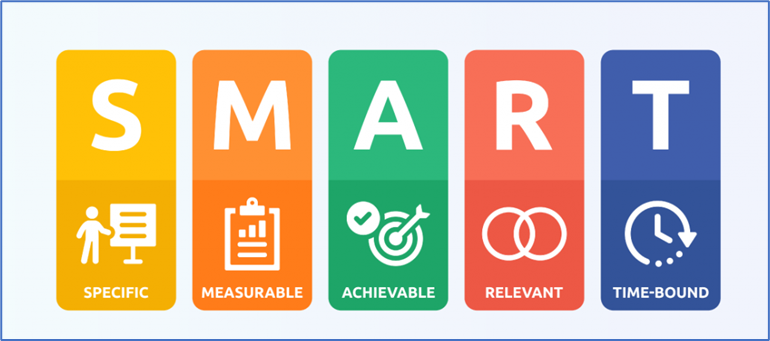 S M A R T
SPECIFIC MEASURABLE ACHIEVABLE RELEVANT TIME-BOUND